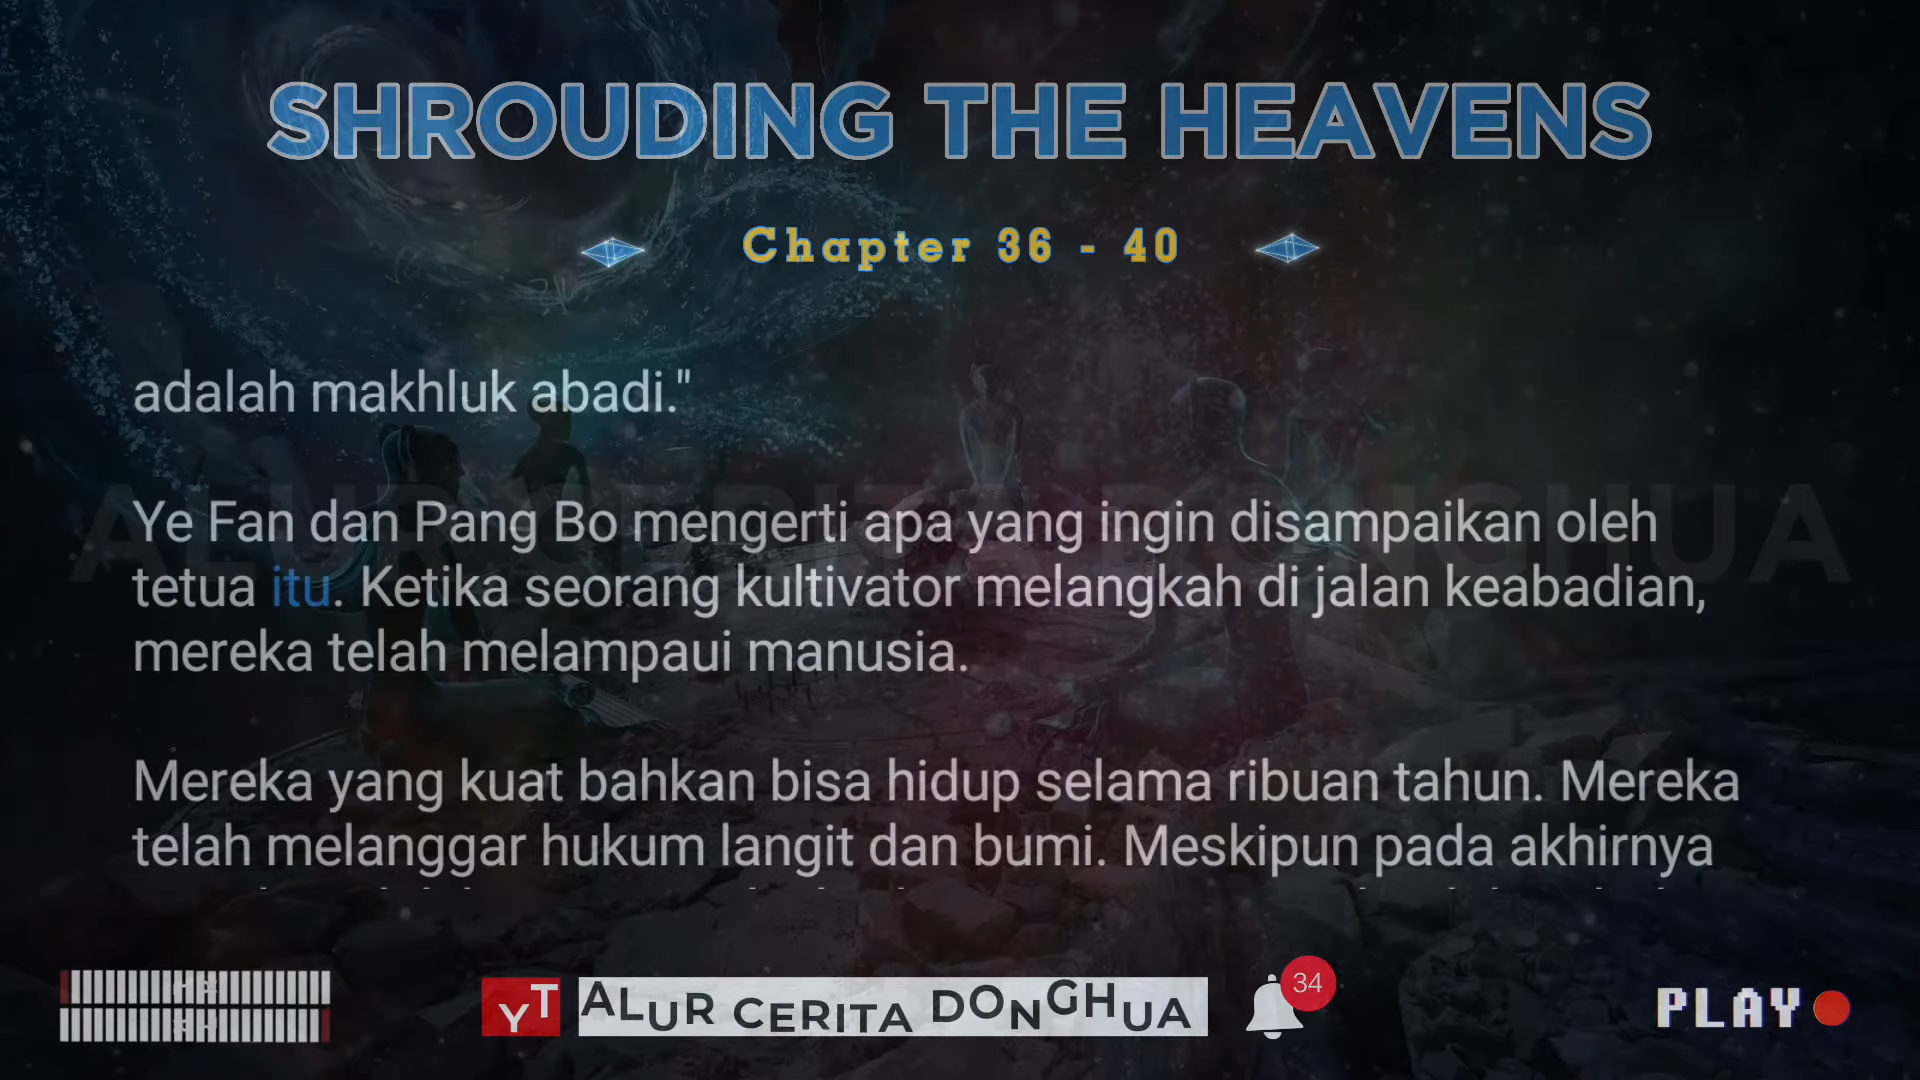 SHROUDING THE HEAVENS
Chapter 36 - 40
adalah makhluk abadi."
Ye Fan dan Pang Bo mengerti apa yang ingin disampaikan oleh
tetua itu. Ketika seorang kultivator melangkah di jalan keabadian,
mereka telah melampaui manusia.
Mereka yang kuat bahkan bisa hidup selama ribuan tahun. Mereka
telah melanggar hukum langit dan bumi. Meskipun pada akhirnya
ALUR CERITA DONGHUA
YT ALUR CERITA DONGHUA
34
PLAY